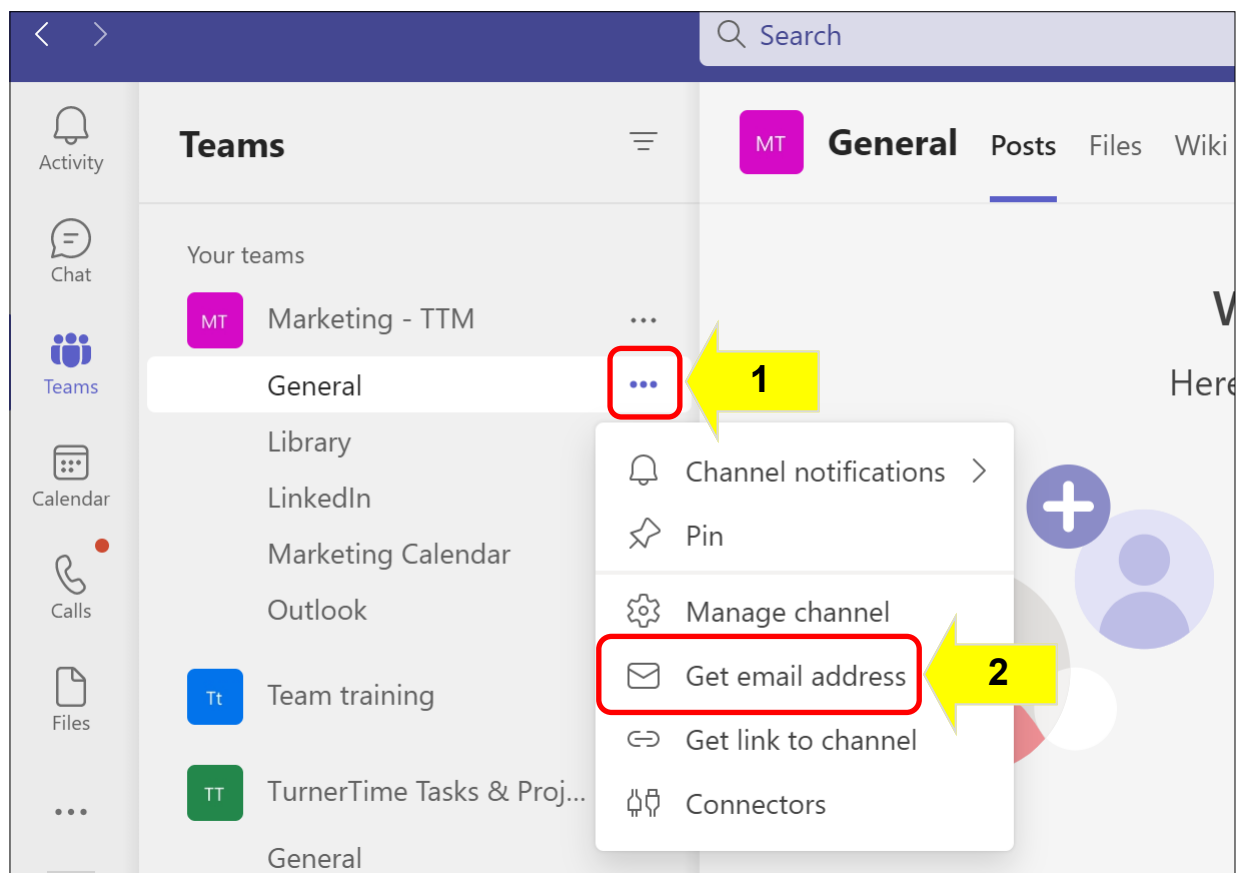 Search
Activity
Chat
Teams
Calendar
Calls
Files
Teams
Your teams
MT Marketing - TTM
General
Library
LinkedIn
Marketing Calendar
Outlook
Tt Team training
TT TurnerTime Tasks & Proj...
General
MT General Posts Files Wiki
W
Here
1
Channel notifications
Pin
Manage channel
Get email address
2
Get link to channel
Connectors